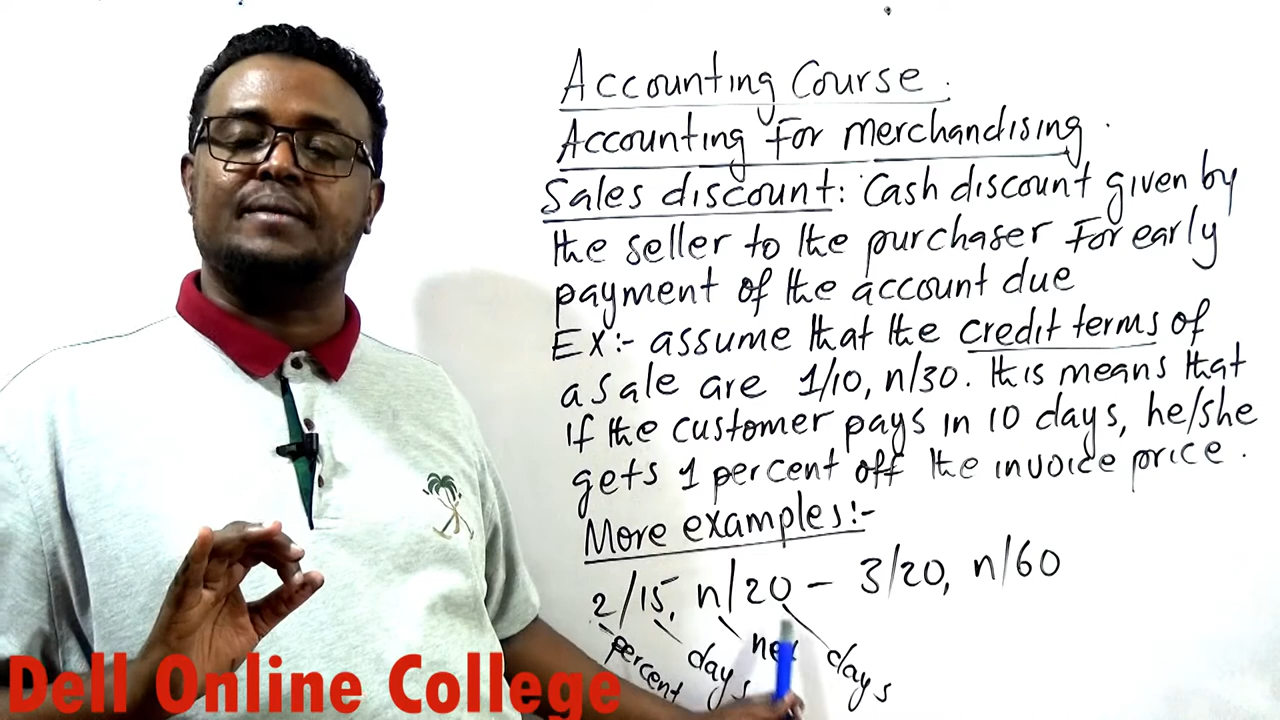 Accounting Course.
Accounting For merchandising.
Sales discount: Cash discount given by
the seller to the purchaser For early
payment of the account due
Ex:- assume that the credit terms of
a sale are 1/10, n/30. this means that
if the customer pays in 10 days, he/she
gets 1 percent off the invoice price.
More examples:-
2/15, n/20 - 3/20, n/60
percent days net days
Dell Online College